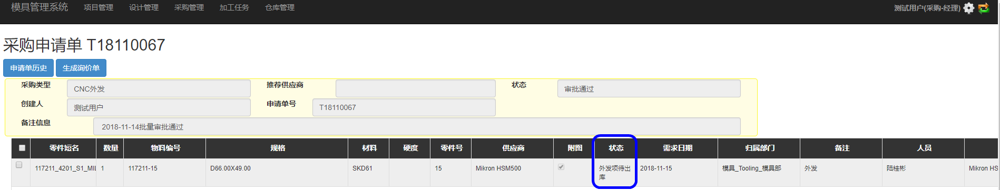 模具管理系统 项目管理 设计管理 采购管理 加工任务 仓库管理 测试用户(采购-经理)
采购申请单 T18110067
申请单历史 生成询价单
采购类型 CNC外发 推荐供应商 状态 审批通过
创建人 测试用户 申请单号 T18110067
备注信息 2018-11-14批量审批通过
零件短名 数量 物料编号 规格 材料 硬度 零件号 供应商 附图 状态 需求日期 归属部门 备注 人员
117211_4201_S1_MIL 1 117211-15 D66.00X49.00 SKD61 15 Mikron HSM500 外发项待出 2018-11-15 模具_Tooling_模具部 外发 陆桂彬 Mikron HS
库